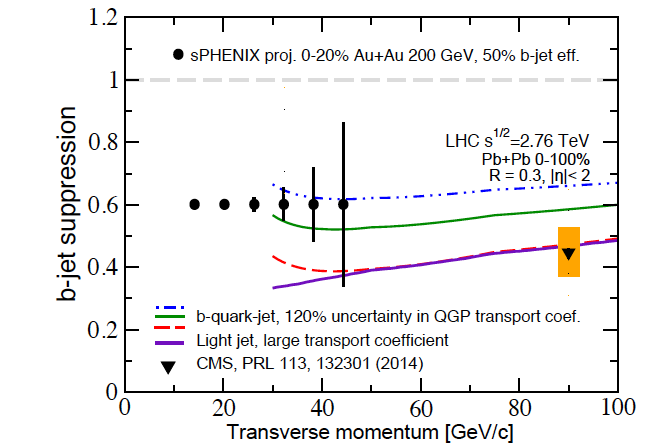 1.2
sPHENIX proj. 0-20% Au+Au 200 GeV, 50% b-jet eff.
1
LHC s^1/2=2.76 TeV
0.8
Pb+Pb 0-100%
R = 0.3, |η|< 2
b-jet suppression
0.6
0.4
b-quark-jet, 120% uncertainty in QGP transport coef.
0.2
Light jet, large transport coefficient
CMS, PRL 113, 132301 (2014)
0
0 20 40 60 80 100
Transverse momentum [GeV/c]